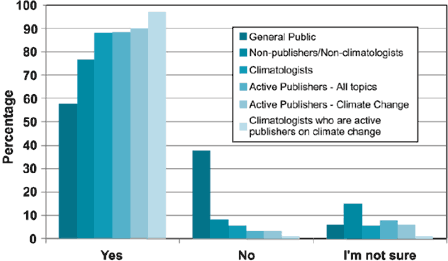 100
90
80
70
60
50
40
30
20
10
0
Percentage
General Public
Non-publishers/Non-climatologists
Climatologists
Active Publishers - All topics
Active Publishers - Climate Change
Climatologists who are active
publishers on climate change
Yes
No
I'm not sure